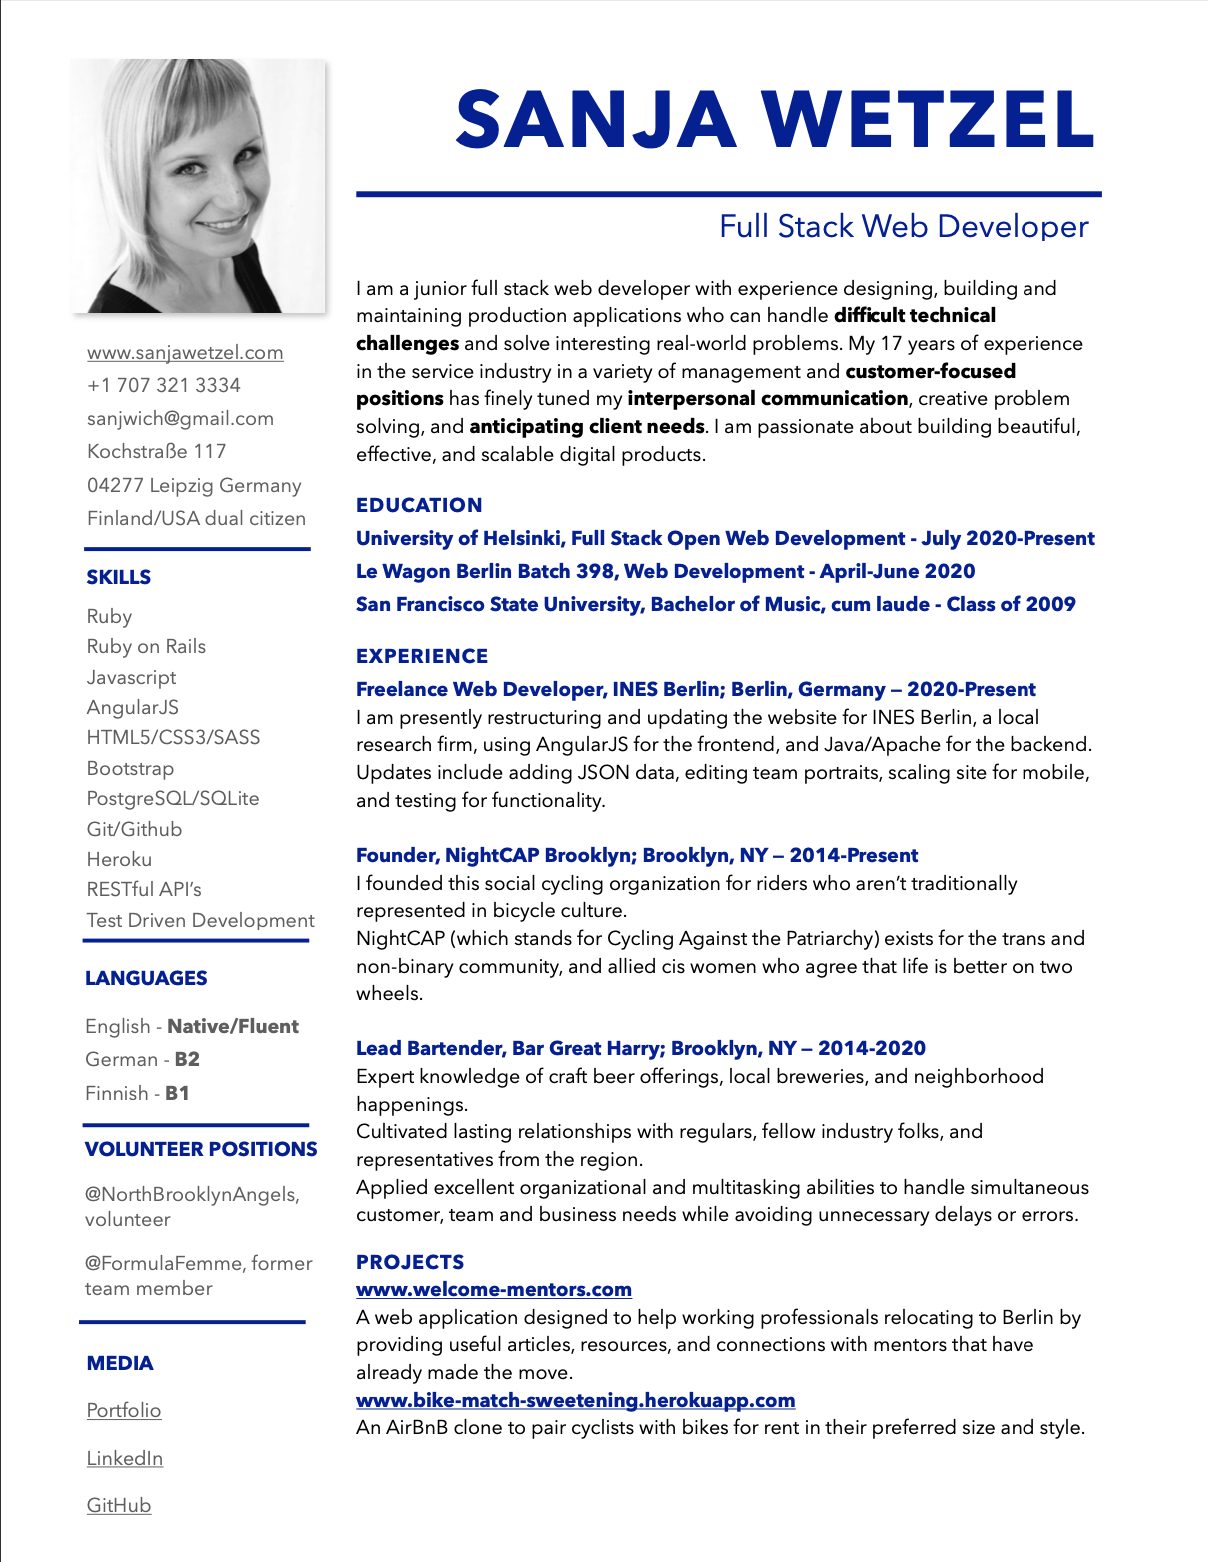 SANJA WETZEL
Full Stack Web Developer
www.sanjawetzel.com
+1 707 321 3334
sanjwich@gmail.com
Kochstraße 117
04277 Leipzig Germany
Finland/USA dual citizen
SKILLS
Ruby
Ruby on Rails
Javascript
AngularJS
HTML5/CSS3/SASS
Bootstrap
PostgreSQL/SQLite
Git/Github
Heroku
RESTful API’s
Test Driven Development
LANGUAGES
English - Native/Fluent
German - B2
Finnish - B1
VOLUNTEER POSITIONS
@NorthBrooklynAngels,
volunteer
@FormulaFemme, former
team member
MEDIA
Portfolio
LinkedIn
GitHub
I am a junior full stack web developer with experience designing, building and
maintaining production applications who can handle difficult technical
challenges and solve interesting real-world problems. My 17 years of experience
in the service industry in a variety of management and customer-focused
positions has finely tuned my interpersonal communication, creative problem
solving, and anticipating client needs. I am passionate about building beautiful,
effective, and scalable digital products.
EDUCATION
University of Helsinki, Full Stack Open Web Development - July 2020-Present
Le Wagon Berlin Batch 398, Web Development - April-June 2020
San Francisco State University, Bachelor of Music, cum laude - Class of 2009
EXPERIENCE
Freelance Web Developer, INES Berlin; Berlin, Germany – 2020-Present
I am presently restructuring and updating the website for INES Berlin, a local
research firm, using AngularJS for the frontend, and Java/Apache for the backend.
Updates include adding JSON data, editing team portraits, scaling site for mobile,
and testing for functionality.
Founder, NightCAP Brooklyn; Brooklyn, NY – 2014-Present
I founded this social cycling organization for riders who aren’t traditionally
represented in bicycle culture.
NightCAP (which stands for Cycling Against the Patriarchy) exists for the trans and
non-binary community, and allied cis women who agree that life is better on two
wheels.
Lead Bartender, Bar Great Harry; Brooklyn, NY – 2014-2020
Expert knowledge of craft beer offerings, local breweries, and neighborhood
happenings.
Cultivated lasting relationships with regulars, fellow industry folks, and
representatives from the region.
Applied excellent organizational and multitasking abilities to handle simultaneous
customer, team and business needs while avoiding unnecessary delays or errors.
PROJECTS
www.welcome-mentors.com
A web application designed to help working professionals relocating to Berlin by
providing useful articles, resources, and connections with mentors that have
already made the move.
www.bike-match-sweetening.herokuapp.com
An AirBnB clone to pair cyclists with bikes for rent in their preferred size and style.